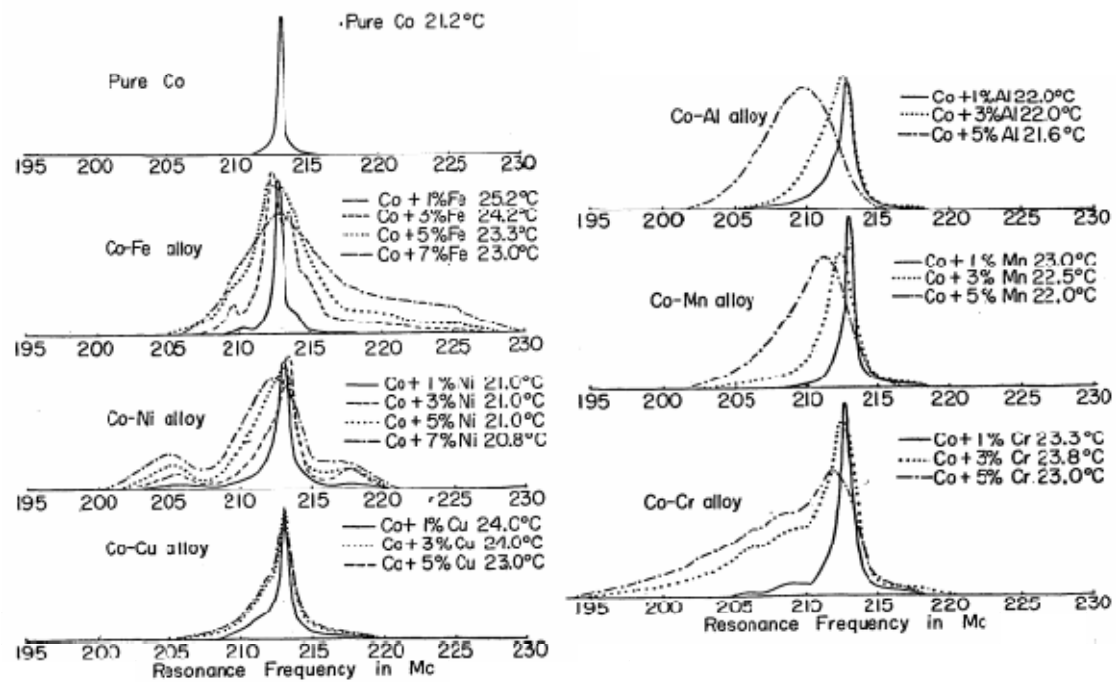 ·Pure Co 21.2°C
Pure Co
195 200 205 210 215 220 225 230
Co + 1%Fe 25.2°C
Co + 3%Fe 24.2°C
Co + 5%Fe 23.3°C
Co + 7%Fe 23.0°C
Co-Fe alloy
195 200 205 210 215 220 225 230
Co + 1%Ni 21.0°C
Co + 3%Ni 21.0°C
Co + 5%Ni 21.0°C
Co + 7%Ni 20.8°C
Co-Ni alloy
195 200 205 210 215 220 225 230
Co + 1% Cu 24.0°C
Co + 3% Cu 24.0°C
Co + 5% Cu 23.0°C
Co-Cu alloy
195 200 205 210 215 220 225 230
Resonance Frequency in Mc
Co + 1%Al 22.0°C
Co + 3%Al 22.0°C
Co + 5% Al 21.6°C
Co-Al alloy
195 200 205 210 215 220 225 230
Co + 1% Mn 23.0°C
Co + 3% Mn 22.5°C
Co + 5% Mn 22.0°C
Co-Mn alloy
195 200 205 210 215 220 225 230
Co + 1% Cr 23.3°C
Co + 3% Cr 23.8°C
Co + 5% Cr 23.0°C
Co-Cr alloy
195 200 205 210 215 220 225 230
Resonance Frequency in Mc